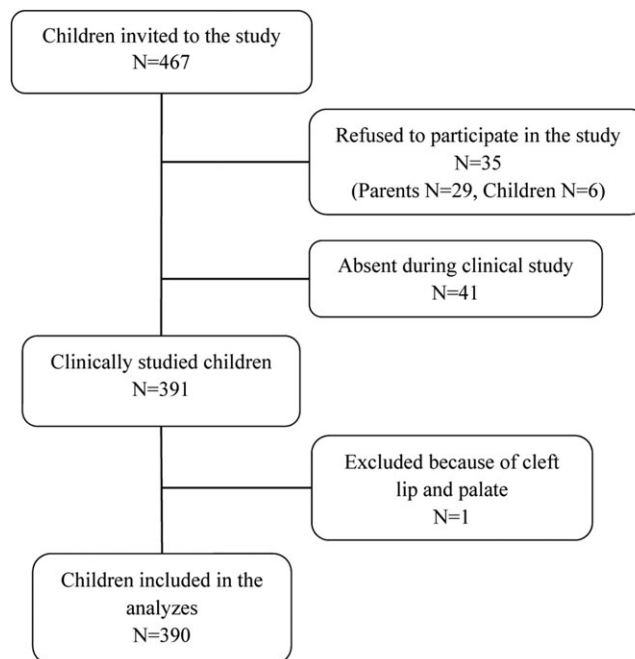 Children invited to the study
N=467
Refused to participate in the study
N=35
(Parents N=29, Children N=6)
Absent during clinical study
N=41
Clinically studied children
N=391
Excluded because of cleft
lip and palate
N=1
Children included in the
analyzes
N=390